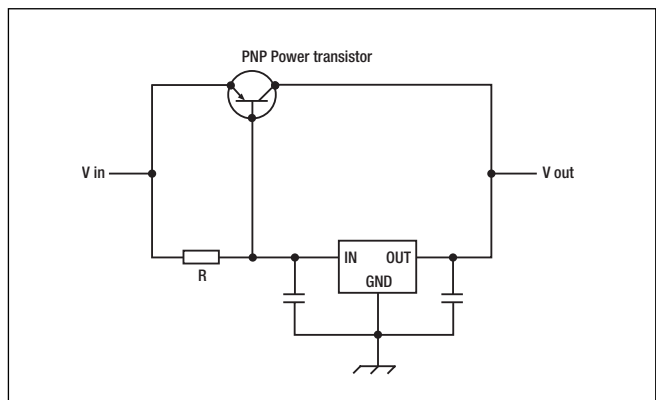 PNP Power transistor
V in
V out
R
IN
OUT
GND